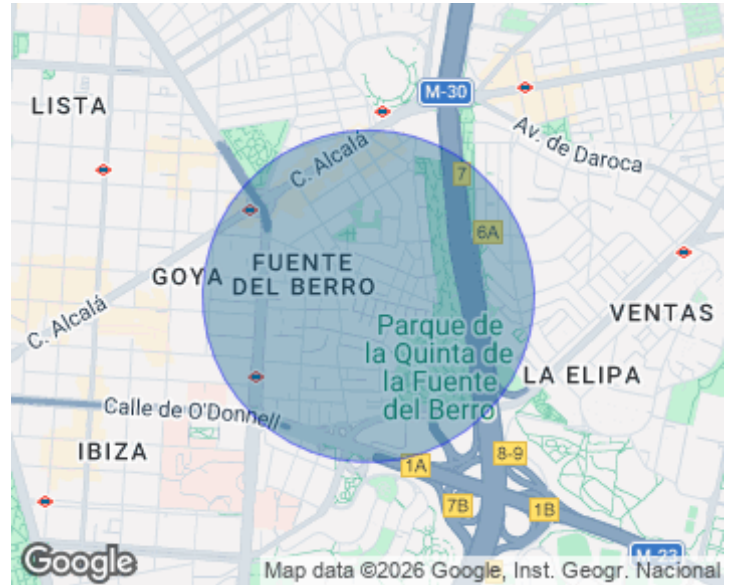 LISTA
M-30
Av. de Daroca
C. Alcalá
7
6A
GOYA
FUENTE
DEL BERRO
C. Alcalá
VENTAS
Parque de
la Quinta de
la Fuente
del Berro
LA ELIPA
Calle de O'Donnell
IBIZA
1A
8-9
7B
1B
M-23
Google
Map data ©2026 Google, Inst. Geogr. Nacional